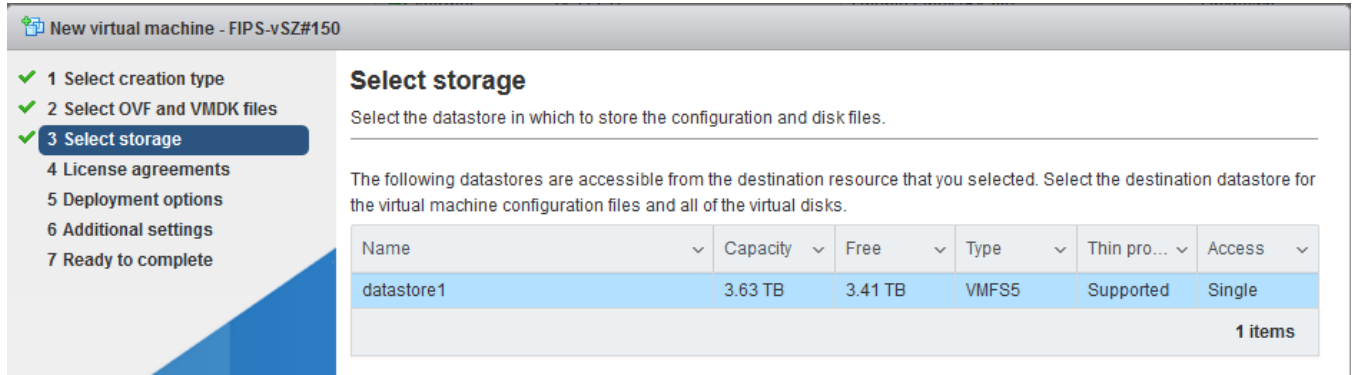 New virtual machine - FIPS-vSZ#150
1 Select creation type
2 Select OVF and VMDK files
3 Select storage
4 License agreements
5 Deployment options
6 Additional settings
7 Ready to complete
Select storage
Select the datastore in which to store the configuration and disk files.
The following datastores are accessible from the destination resource that you selected. Select the destination datastore for
the virtual machine configuration files and all of the virtual disks.
Name Capacity Free Type Thin pro... Access
datastore1 3.63 TB 3.41 TB VMFS5 Supported Single
1 items